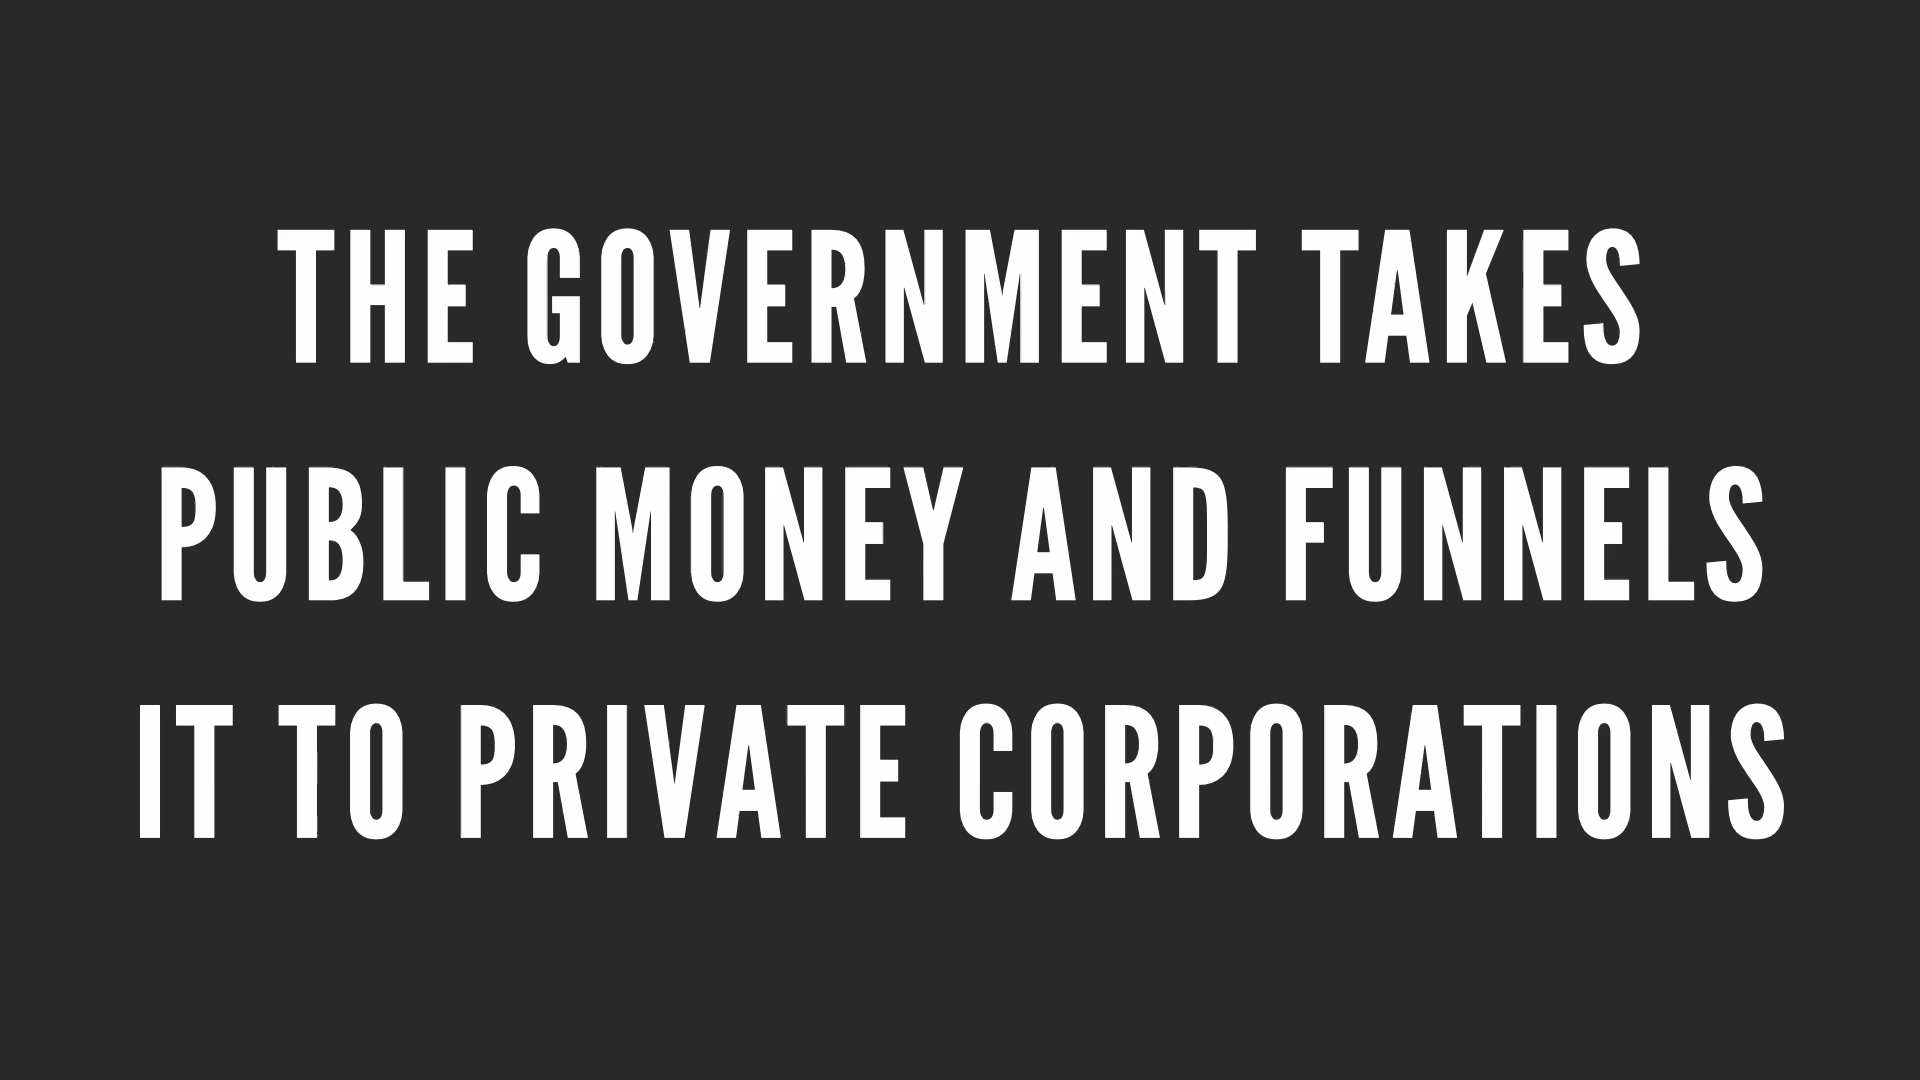 THE GOVERNMENT TAKES
PUBLIC MONEY AND FUNNELS
IT TO PRIVATE CORPORATIONS